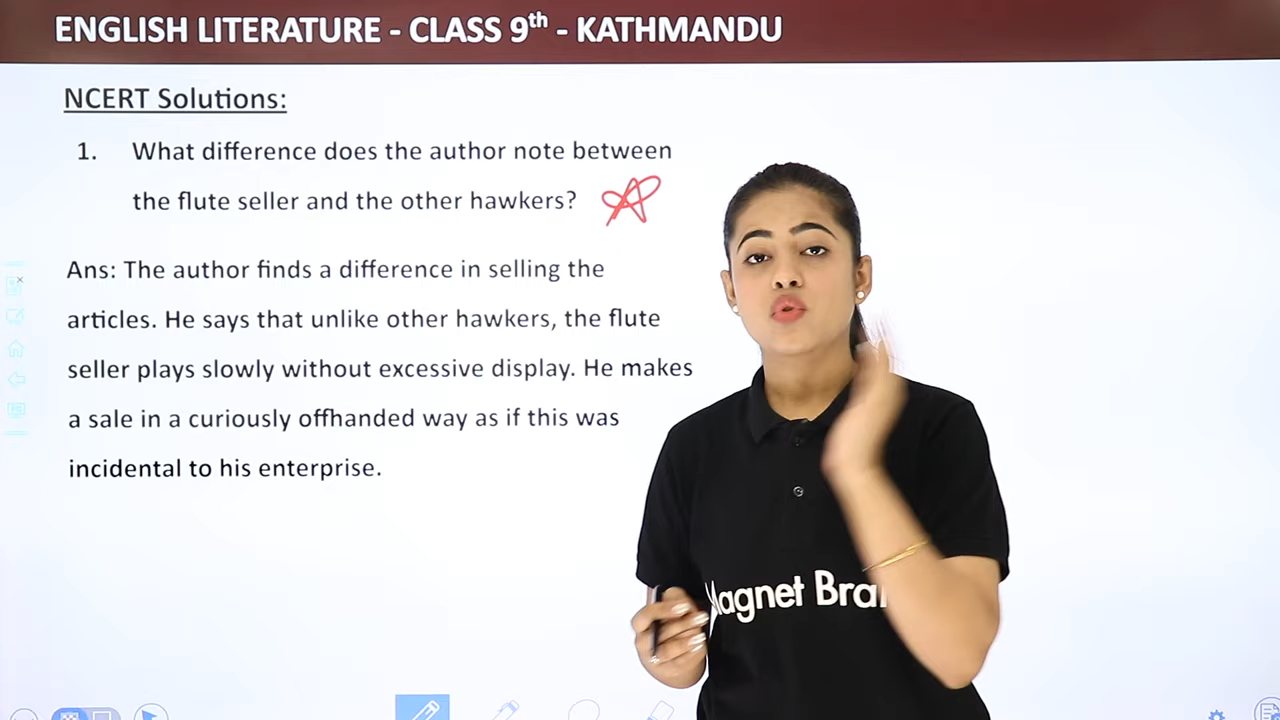 ENGLISH LITERATURE - CLASS 9th - KATHMANDU
NCERT Solutions:
1. What difference does the author note between
the flute seller and the other hawkers?
Ans: The author finds a difference in selling the
articles. He says that unlike other hawkers, the flute
seller plays slowly without excessive display. He makes
a sale in a curiously offhanded way as if this was
incidental to his enterprise.
Magnet Bra